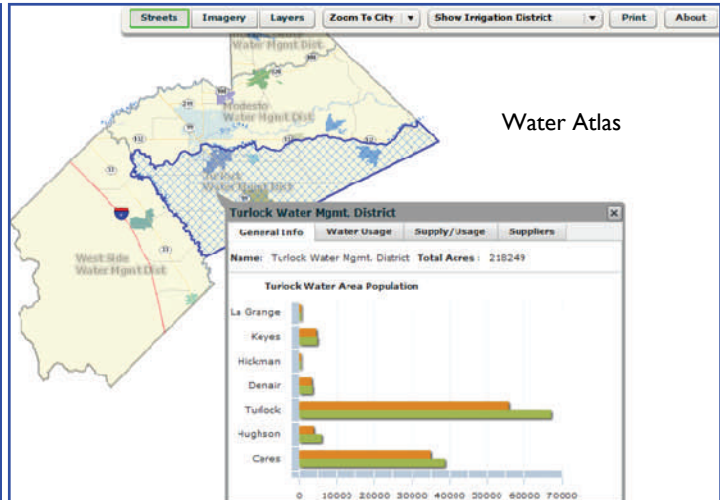 Streets Imagery Layers Zoom To City Show Irrigation District Print About
Water Mgmt Dist
Modesto
Water Mgmt Dist
Water Atlas
Turlock
Water Mgmt Dist
West Side
Water Mgmt Dist
Turlock Water Mgmt. District
General Info Water Usage Supply/Usage Suppliers
Name: Turlock Water Mgmt. District Total Acres : 218249
Turlock Water Area Population
La Grange
Keyes
Hickman
Denair
Turlock
Hughson
Ceres
0 10000 20000 30000 40000 50000 60000 70000